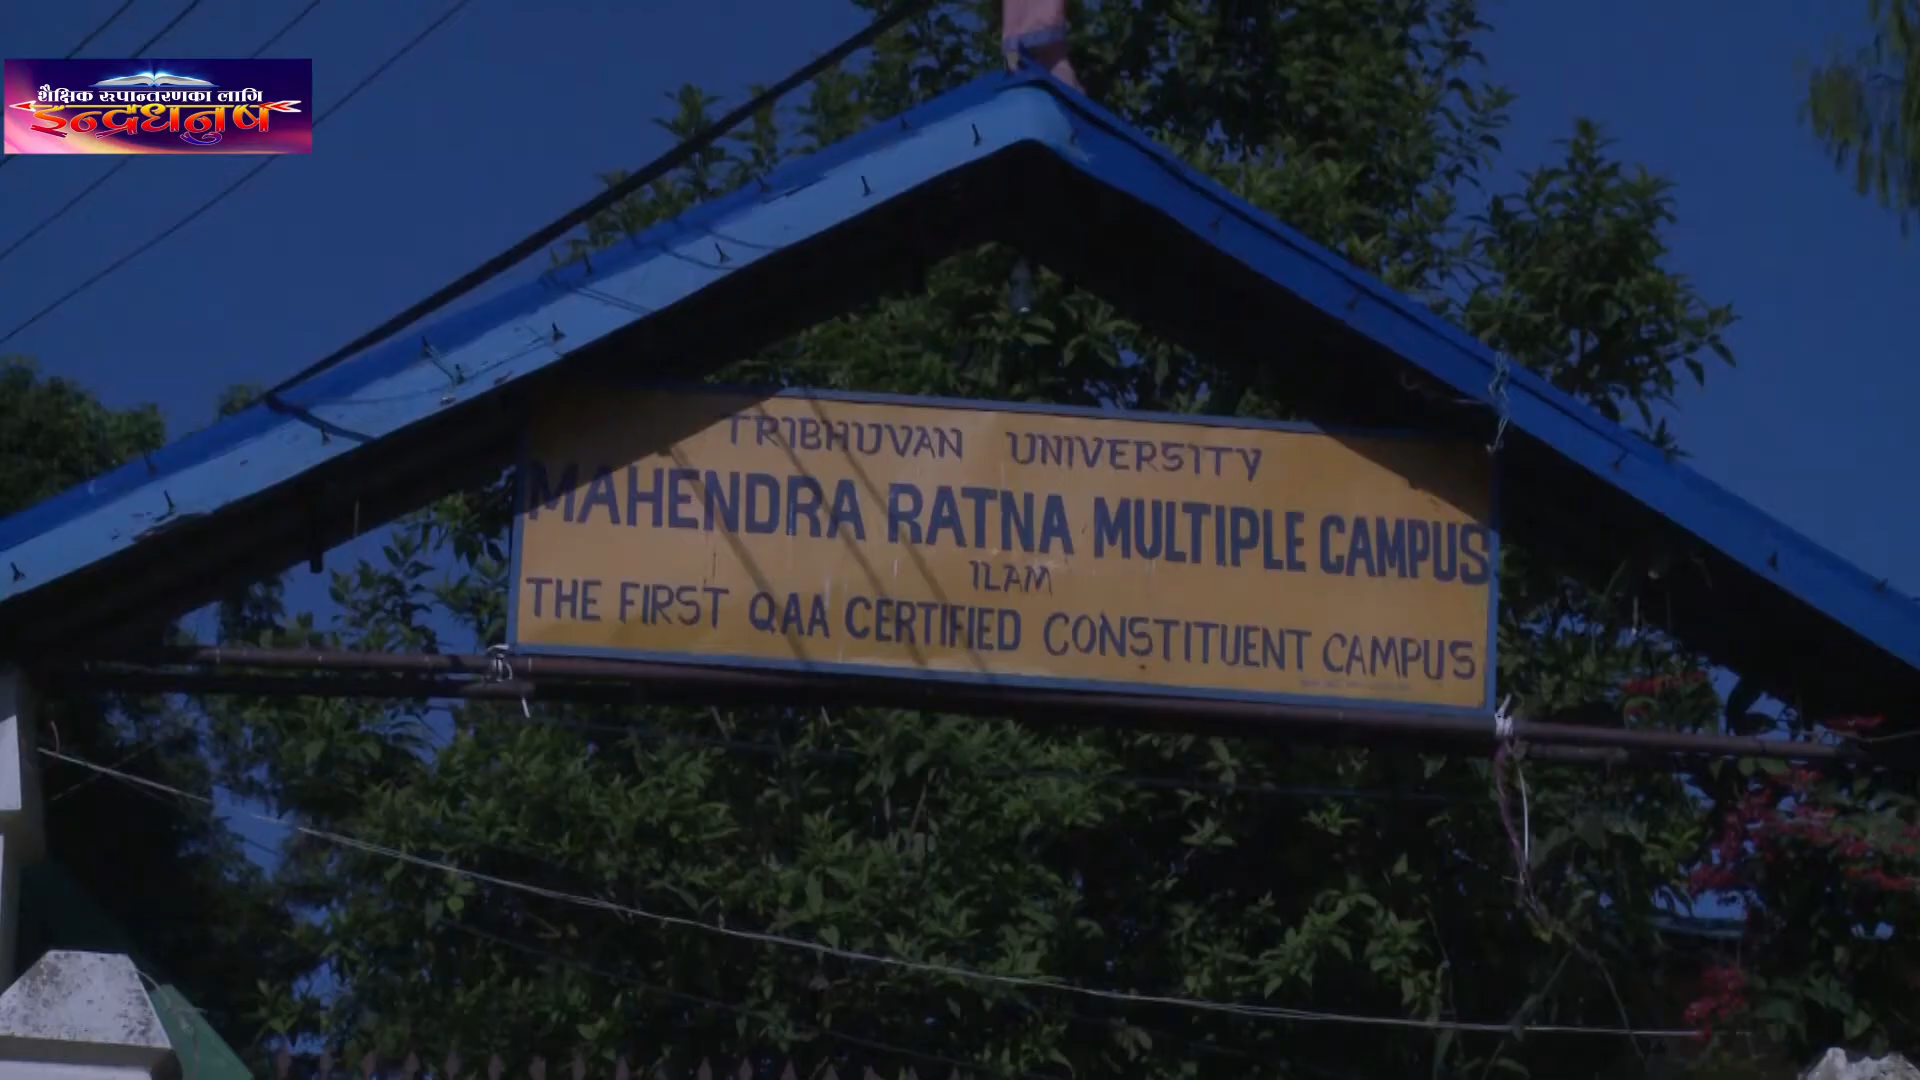 शैक्षिक रूपान्तरणका लागि
इन्द्रधनुष
TRIBHUVAN UNIVERSITY
MAHENDRA RATNA MULTIPLE CAMPUS
ILAM
THE FIRST QAA CERTIFIED CONSTITUENT CAMPUS